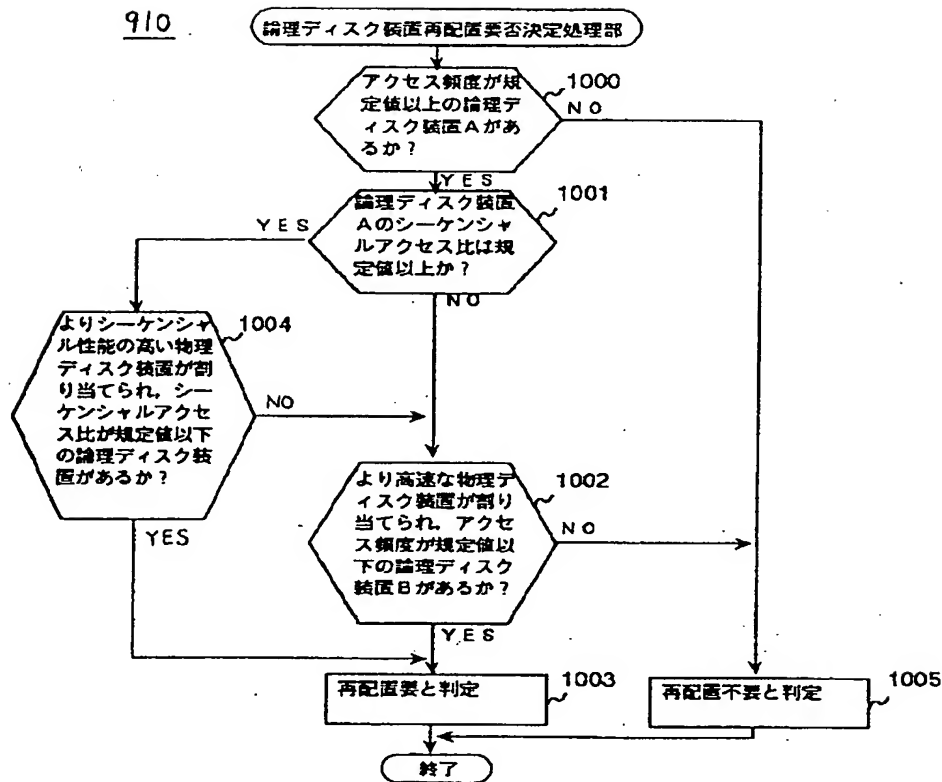 910
論理ディスク装置再配置要否決定処理部
1000
アクセス頻度が規
定値以上の論理デ
ィスク装置Aがあ
るか？
NO
YES
1001
論理ディスク装置
Aのシーケンシャ
ルアクセス比は規
定値以上か？
YES
NO
1004
よりシーケンシャ
ル性能の高い物理
ディスク装置が割
り当てられ，シー
ケンシャルアクセ
ス比が規定値以下
の論理ディスク装
置があるか？
NO
YES
1002
より高速な物理デ
ィスク装置が割り
当てられ，アクセ
ス頻度が規定値以
下の論理ディスク
装置Bがあるか？
NO
YES
再配置要と判定
1003
再配置不要と判定
1005
終了